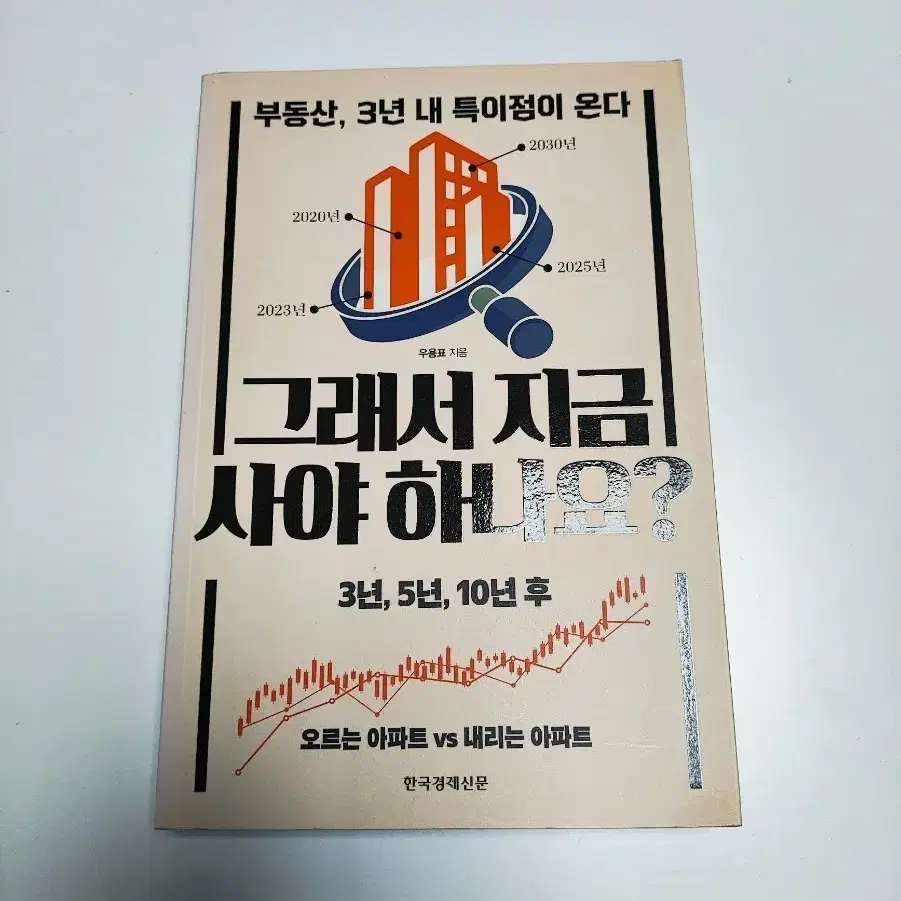 부동산, 3년 내 특이점이 온다
2030년
2020년
2025년
2023년
우용표 지음
그래서 지금
사야 하나요?
3년, 5년, 10년 후
오르는 아파트 vs 내리는 아파트
한국경제신문